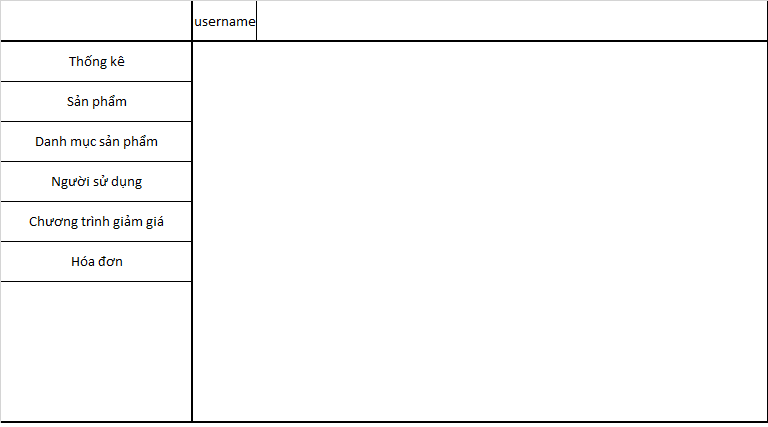 username
Thống kê
Sản phẩm
Danh mục sản phẩm
Người sử dụng
Chương trình giảm giá
Hóa đơn